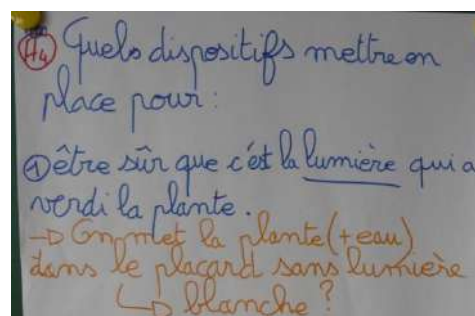 H4 Quels dispositifs mettre en
place pour :
① être sûr que c'est la lumière qui a
verdi la plante.
→ On met la plante (+eau)
dans le placard sans lumière
↳ blanche ?